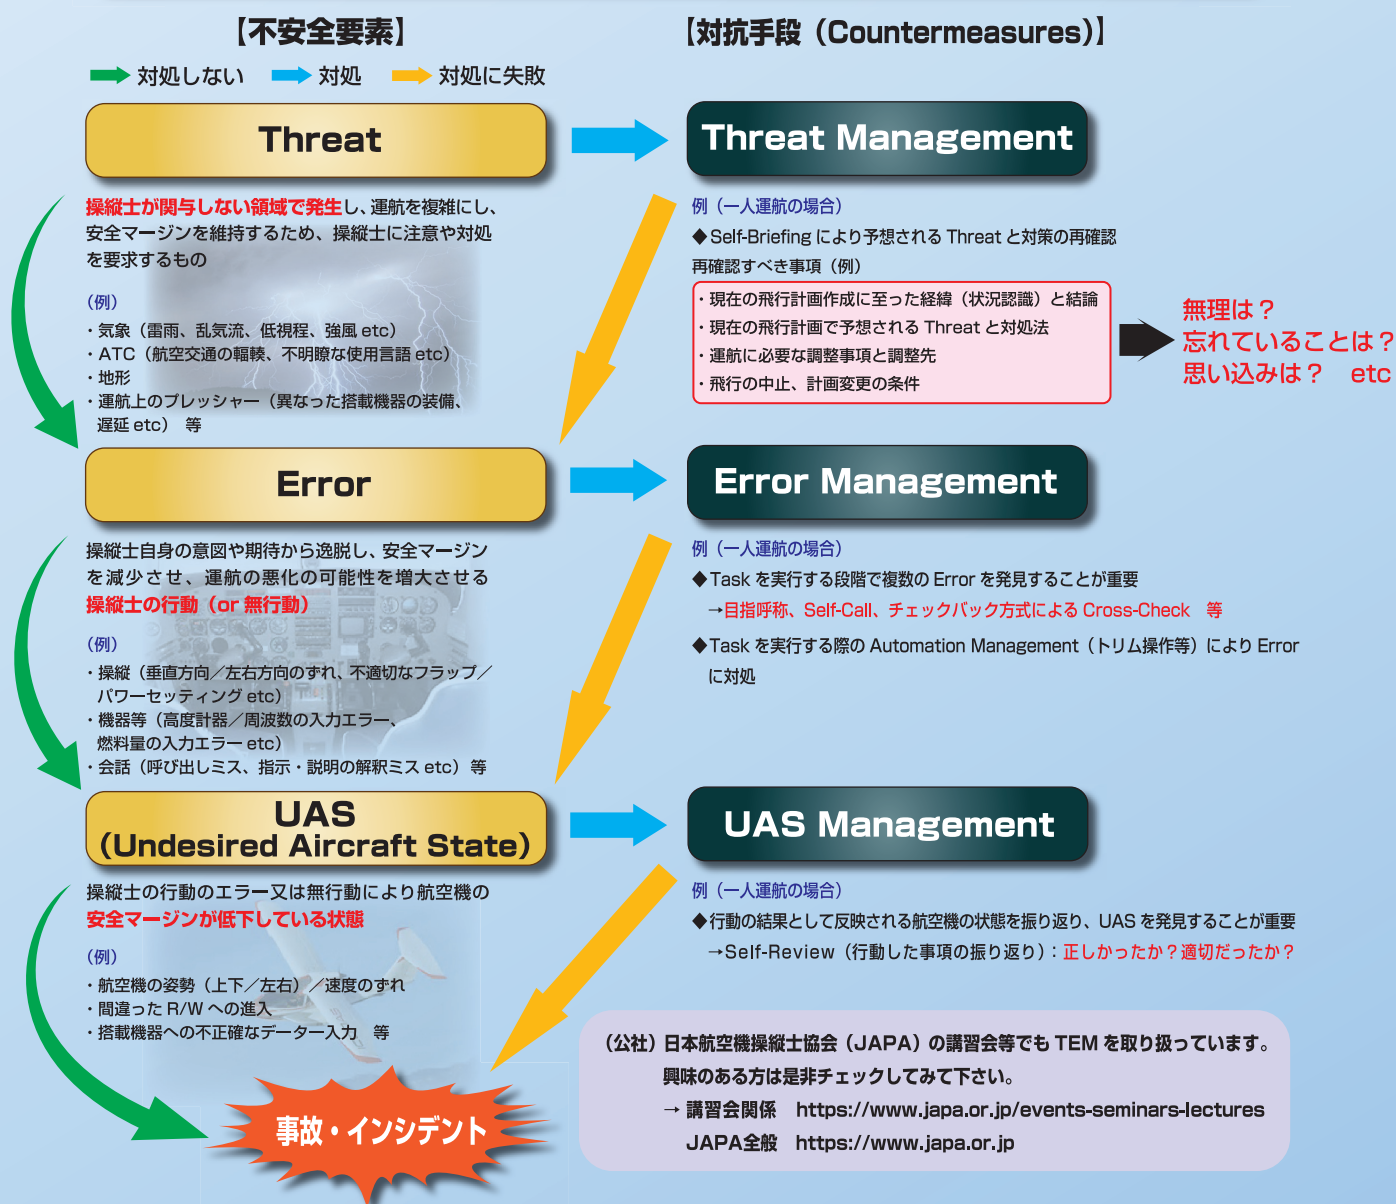 【不安全要素】
【対抗手段（Countermeasures）】
対処しない 対処 対処に失敗
Threat
Threat Management
操縦士が関与しない領域で発生し、運航を複雑にし、
安全マージンを維持するため、操縦士に注意や対処
を要求するもの
（例）
・気象（雷雨、乱気流、低視程、強風 etc）
・ATC（航空交通の輻輳、不明瞭な使用言語 etc）
・地形
・運航上のプレッシャー（異なった搭載機器の装備、
遅延 etc） 等
例（一人運航の場合）
◆Self-Briefing により予想される Threat と対策の再確認
再確認すべき事項（例）
・現在の飛行計画作成に至った経緯（状況認識）と結論
・現在の飛行計画で予想される Threat と対処法
・運航に必要な調整事項と調整先
・飛行の中止、計画変更の条件
無理は？
忘れていることは？
思い込みは？ etc
Error
Error Management
操縦士自身の意図や期待から逸脱し、安全マージン
を減少させ、運航の悪化の可能性を増大させる
操縦士の行動（or 無行動）
（例）
・操縦（垂直方向／左右方向のずれ、不適切なフラップ／
パワーセッティング etc）
・機器等（高度計器／周波数の入力エラー、
燃料量の入力エラー etc）
・会話（呼び出しミス、指示・説明の解釈ミス etc）等
例（一人運航の場合）
◆Task を実行する段階で複数の Error を発見することが重要
→目指呼称、Self-Call、チェックバック方式による Cross-Check 等
◆Task を実行する際の Automation Management（トリム操作等）により Error
に対処
UAS
（Undesired Aircraft State）
UAS Management
操縦士の行動のエラー又は無行動により航空機の
安全マージンが低下している状態
（例）
・航空機の姿勢（上下／左右）／速度のずれ
・間違った R/W への進入
・搭載機器への不正確なデーター入力 等
例（一人運航の場合）
◆行動の結果として反映される航空機の状態を振り返り、UAS を発見することが重要
→Self-Review（行動した事項の振り返り）：正しかったか？適切だったか？
事故・インシデント
（公社）日本航空機操縦士協会（JAPA）の講習会等でも TEM を取り扱っています。
興味のある方は是非チェックしてみて下さい。
→ 講習会関係 https://www.japa.or.jp/events-seminars-lectures
JAPA全般 https://www.japa.or.jp